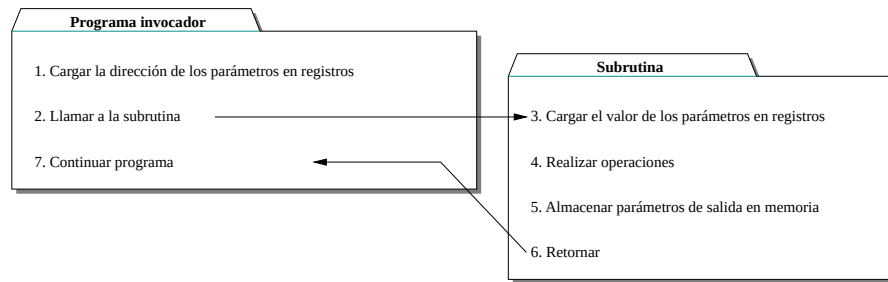 Programa invocador
1. Cargar la dirección de los parámetros en registros
2. Llamar a la subrutina
7. Continuar programa
Subrutina
3. Cargar el valor de los parámetros en registros
4. Realizar operaciones
5. Almacenar parámetros de salida en memoria
6. Retornar